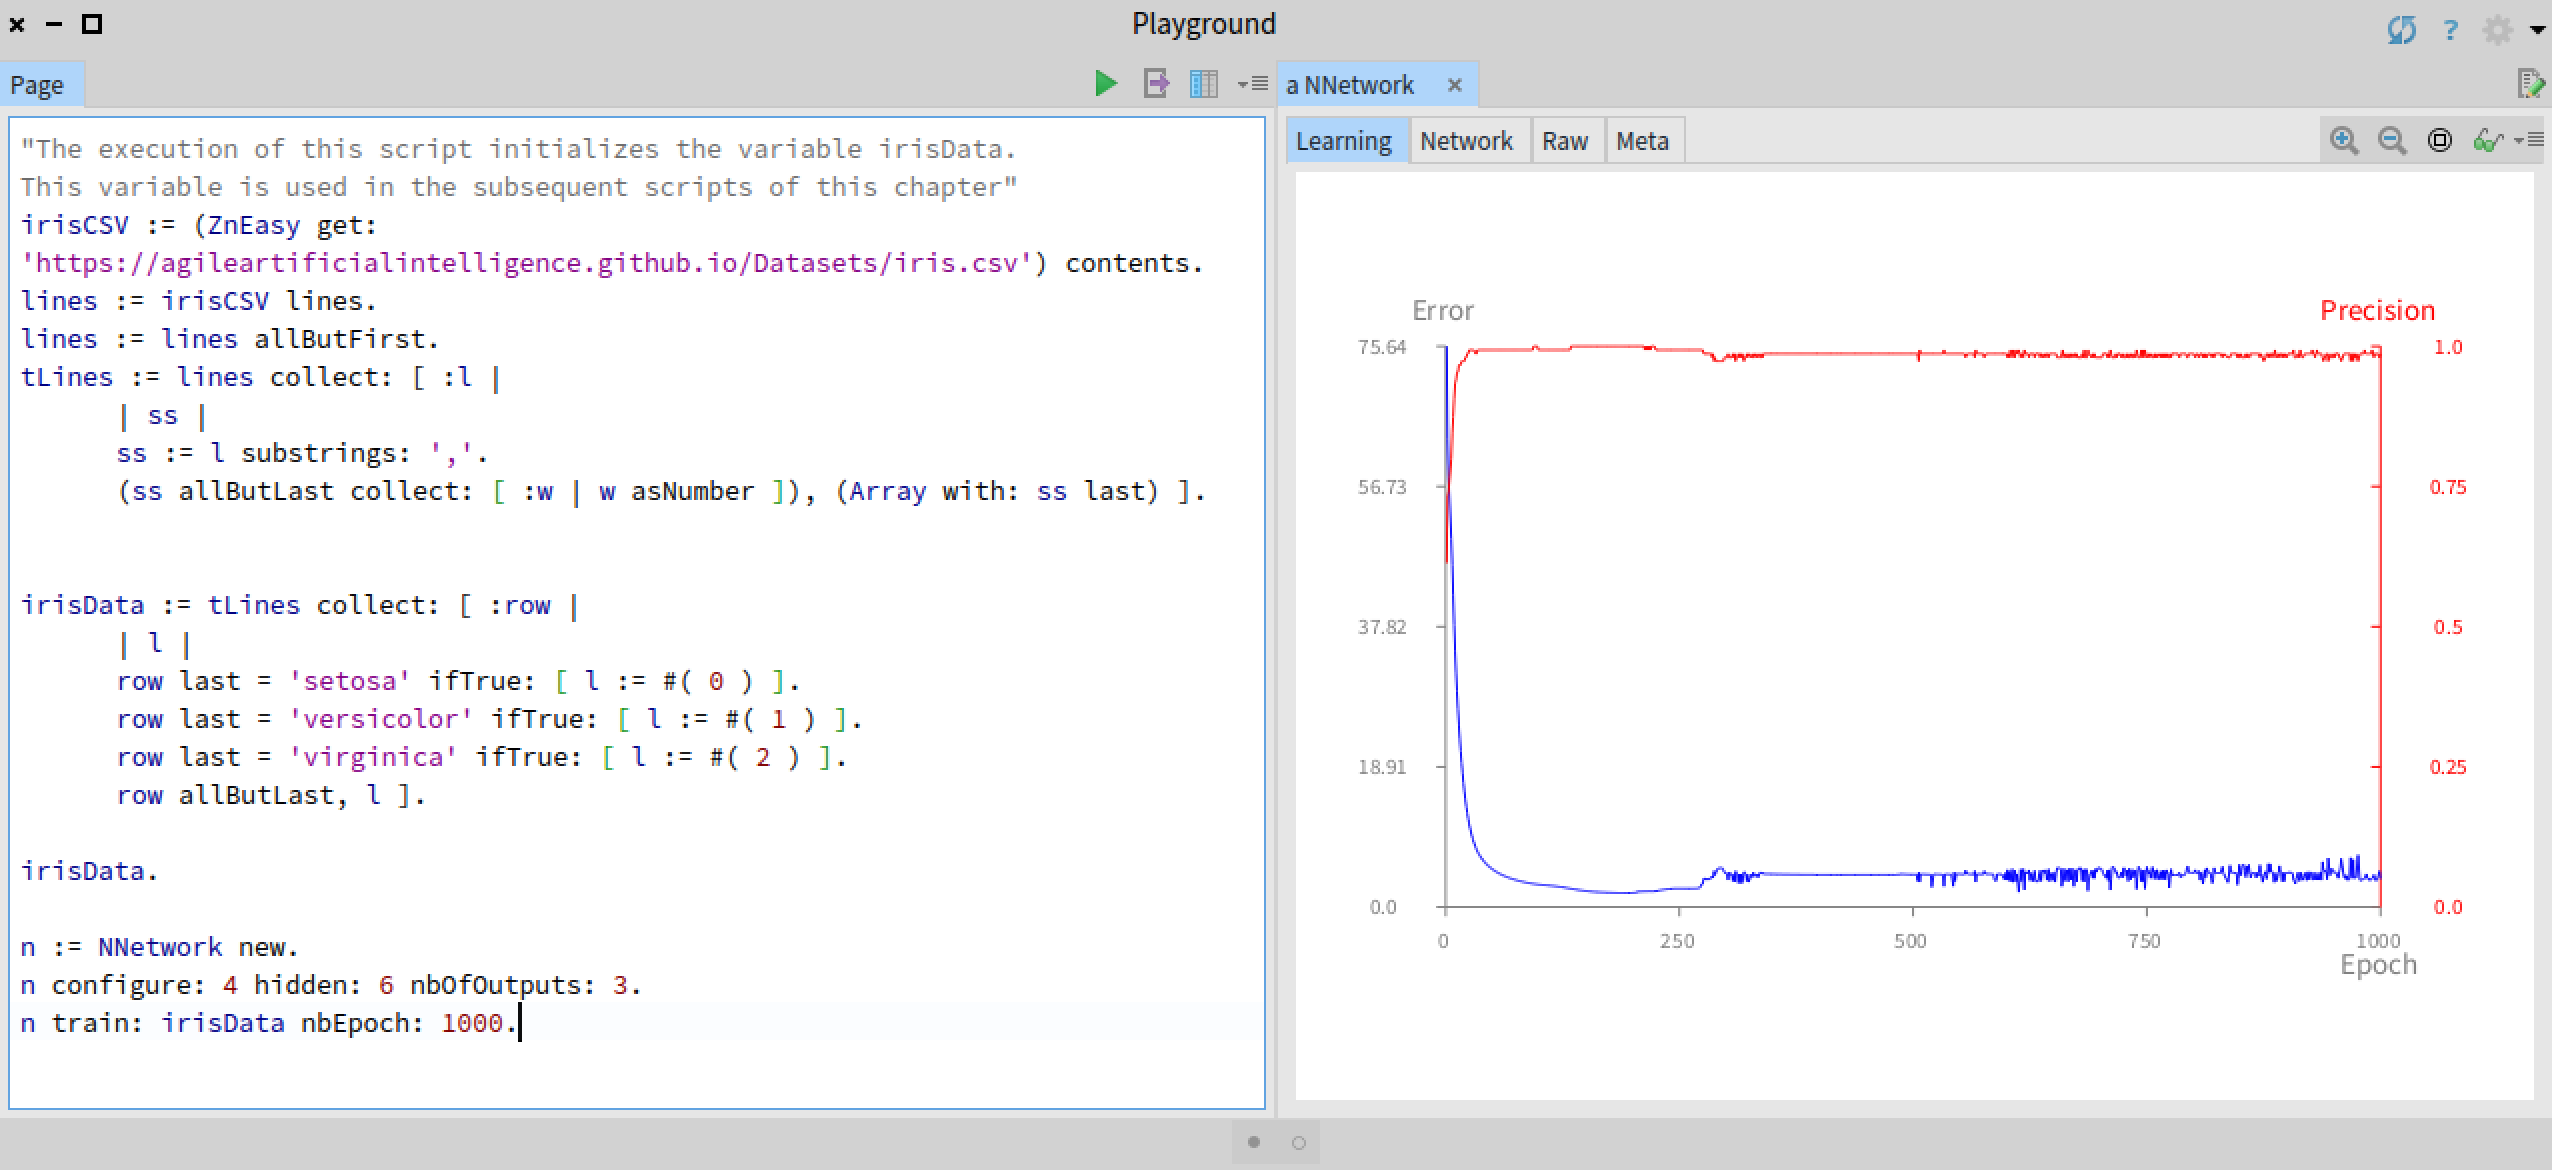 Playground
?
Page
a NNetwork
Learning Network Raw Meta
"The execution of this script initializes the variable irisData.
This variable is used in the subsequent scripts of this chapter"
irisCSV := (ZnEasy get:
'https://agileartificialintelligence.github.io/Datasets/iris.csv') contents.
lines := irisCSV lines.
lines := lines allButFirst.
tLines := lines collect: [ :l |
| ss |
ss := l substrings: ','.
(ss allButLast collect: [ :w | w asNumber ]), (Array with: ss last) ].
irisData := tLines collect: [ :row |
| l |
row last = 'setosa' ifTrue: [ l := #( 0 ) ].
row last = 'versicolor' ifTrue: [ l := #( 1 ) ].
row last = 'virginica' ifTrue: [ l := #( 2 ) ].
row allButLast, l ].
irisData.
n := NNetwork new.
n configure: 4 hidden: 6 nbOfOutputs: 3.
n train: irisData nbEpoch: 1000.
Error
Precision
75.64
56.73
37.82
18.91
0.0
1.0
0.75
0.5
0.25
0.0
0 250 500 750 1000
Epoch